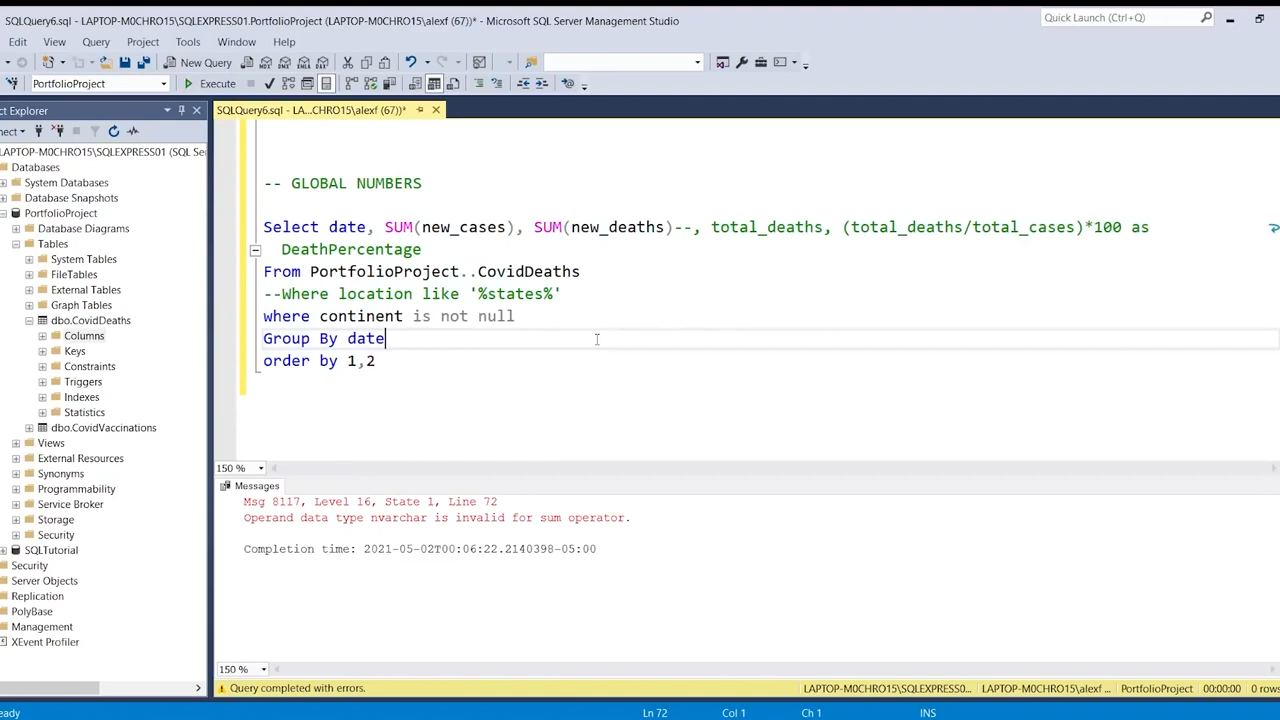 SQLQuery6.sql - LAPTOP-M0CHRO15\SQLEXPRESS01.PortfolioProject (LAPTOP-M0CHRO15\alexf (67))* - Microsoft SQL Server Management Studio
Quick Launch (Ctrl+Q)
Edit View Query Project Tools Window Help
New Query MDX DMX XMLA DAX
PortfolioProject Execute
ct Explorer
SQLQuery6.sql - LA...CHRO15\alexf (67))*
nect
LAPTOP-M0CHRO15\SQLEXPRESS01 (SQL Se
Databases
System Databases
Database Snapshots
PortfolioProject
Database Diagrams
Tables
System Tables
FileTables
External Tables
Graph Tables
dbo.CovidDeaths
Columns
Keys
Constraints
Triggers
Indexes
Statistics
dbo.CovidVaccinations
Views
External Resources
Synonyms
Programmability
Service Broker
Storage
Security
SQLTutorial
Security
Server Objects
Replication
PolyBase
Management
XEvent Profiler
-- GLOBAL NUMBERS
Select date, SUM(new_cases), SUM(new_deaths)--, total_deaths, (total_deaths/total_cases)*100 as
DeathPercentage
From PortfolioProject..CovidDeaths
--Where location like '%states%'
where continent is not null
Group By date
order by 1,2
150 %
Messages
Msg 8117, Level 16, State 1, Line 72
Operand data type nvarchar is invalid for sum operator.
Completion time: 2021-05-02T00:06:22.2140398-05:00
150 %
Query completed with errors.
LAPTOP-M0CHRO15\SQLEXPRESS0... LAPTOP-M0CHRO15\alexf ... PortfolioProject 00:00:00 0 rows
eady
Ln 72 Col 1 Ch 1 INS